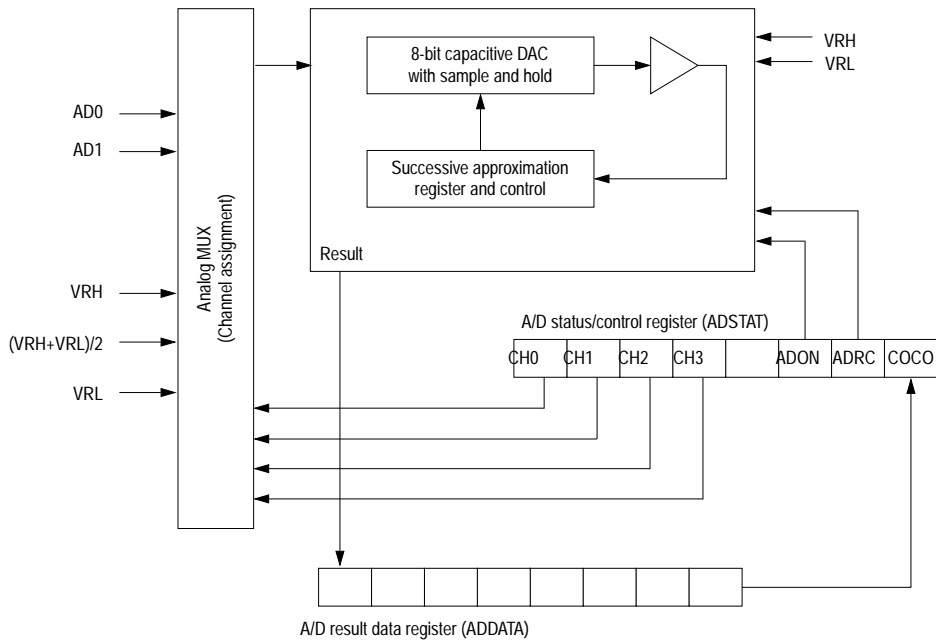 8-bit capacitive DAC
with sample and hold
VRH
VRL
AD0
AD1
Successive approximation
register and control
Analog MUX
(Channel assignment)
Result
VRH
(VRH+VRL)/2
VRL
A/D status/control register (ADSTAT)
CH0 CH1 CH2 CH3 ADON ADRC COCO
A/D result data register (ADDATA)